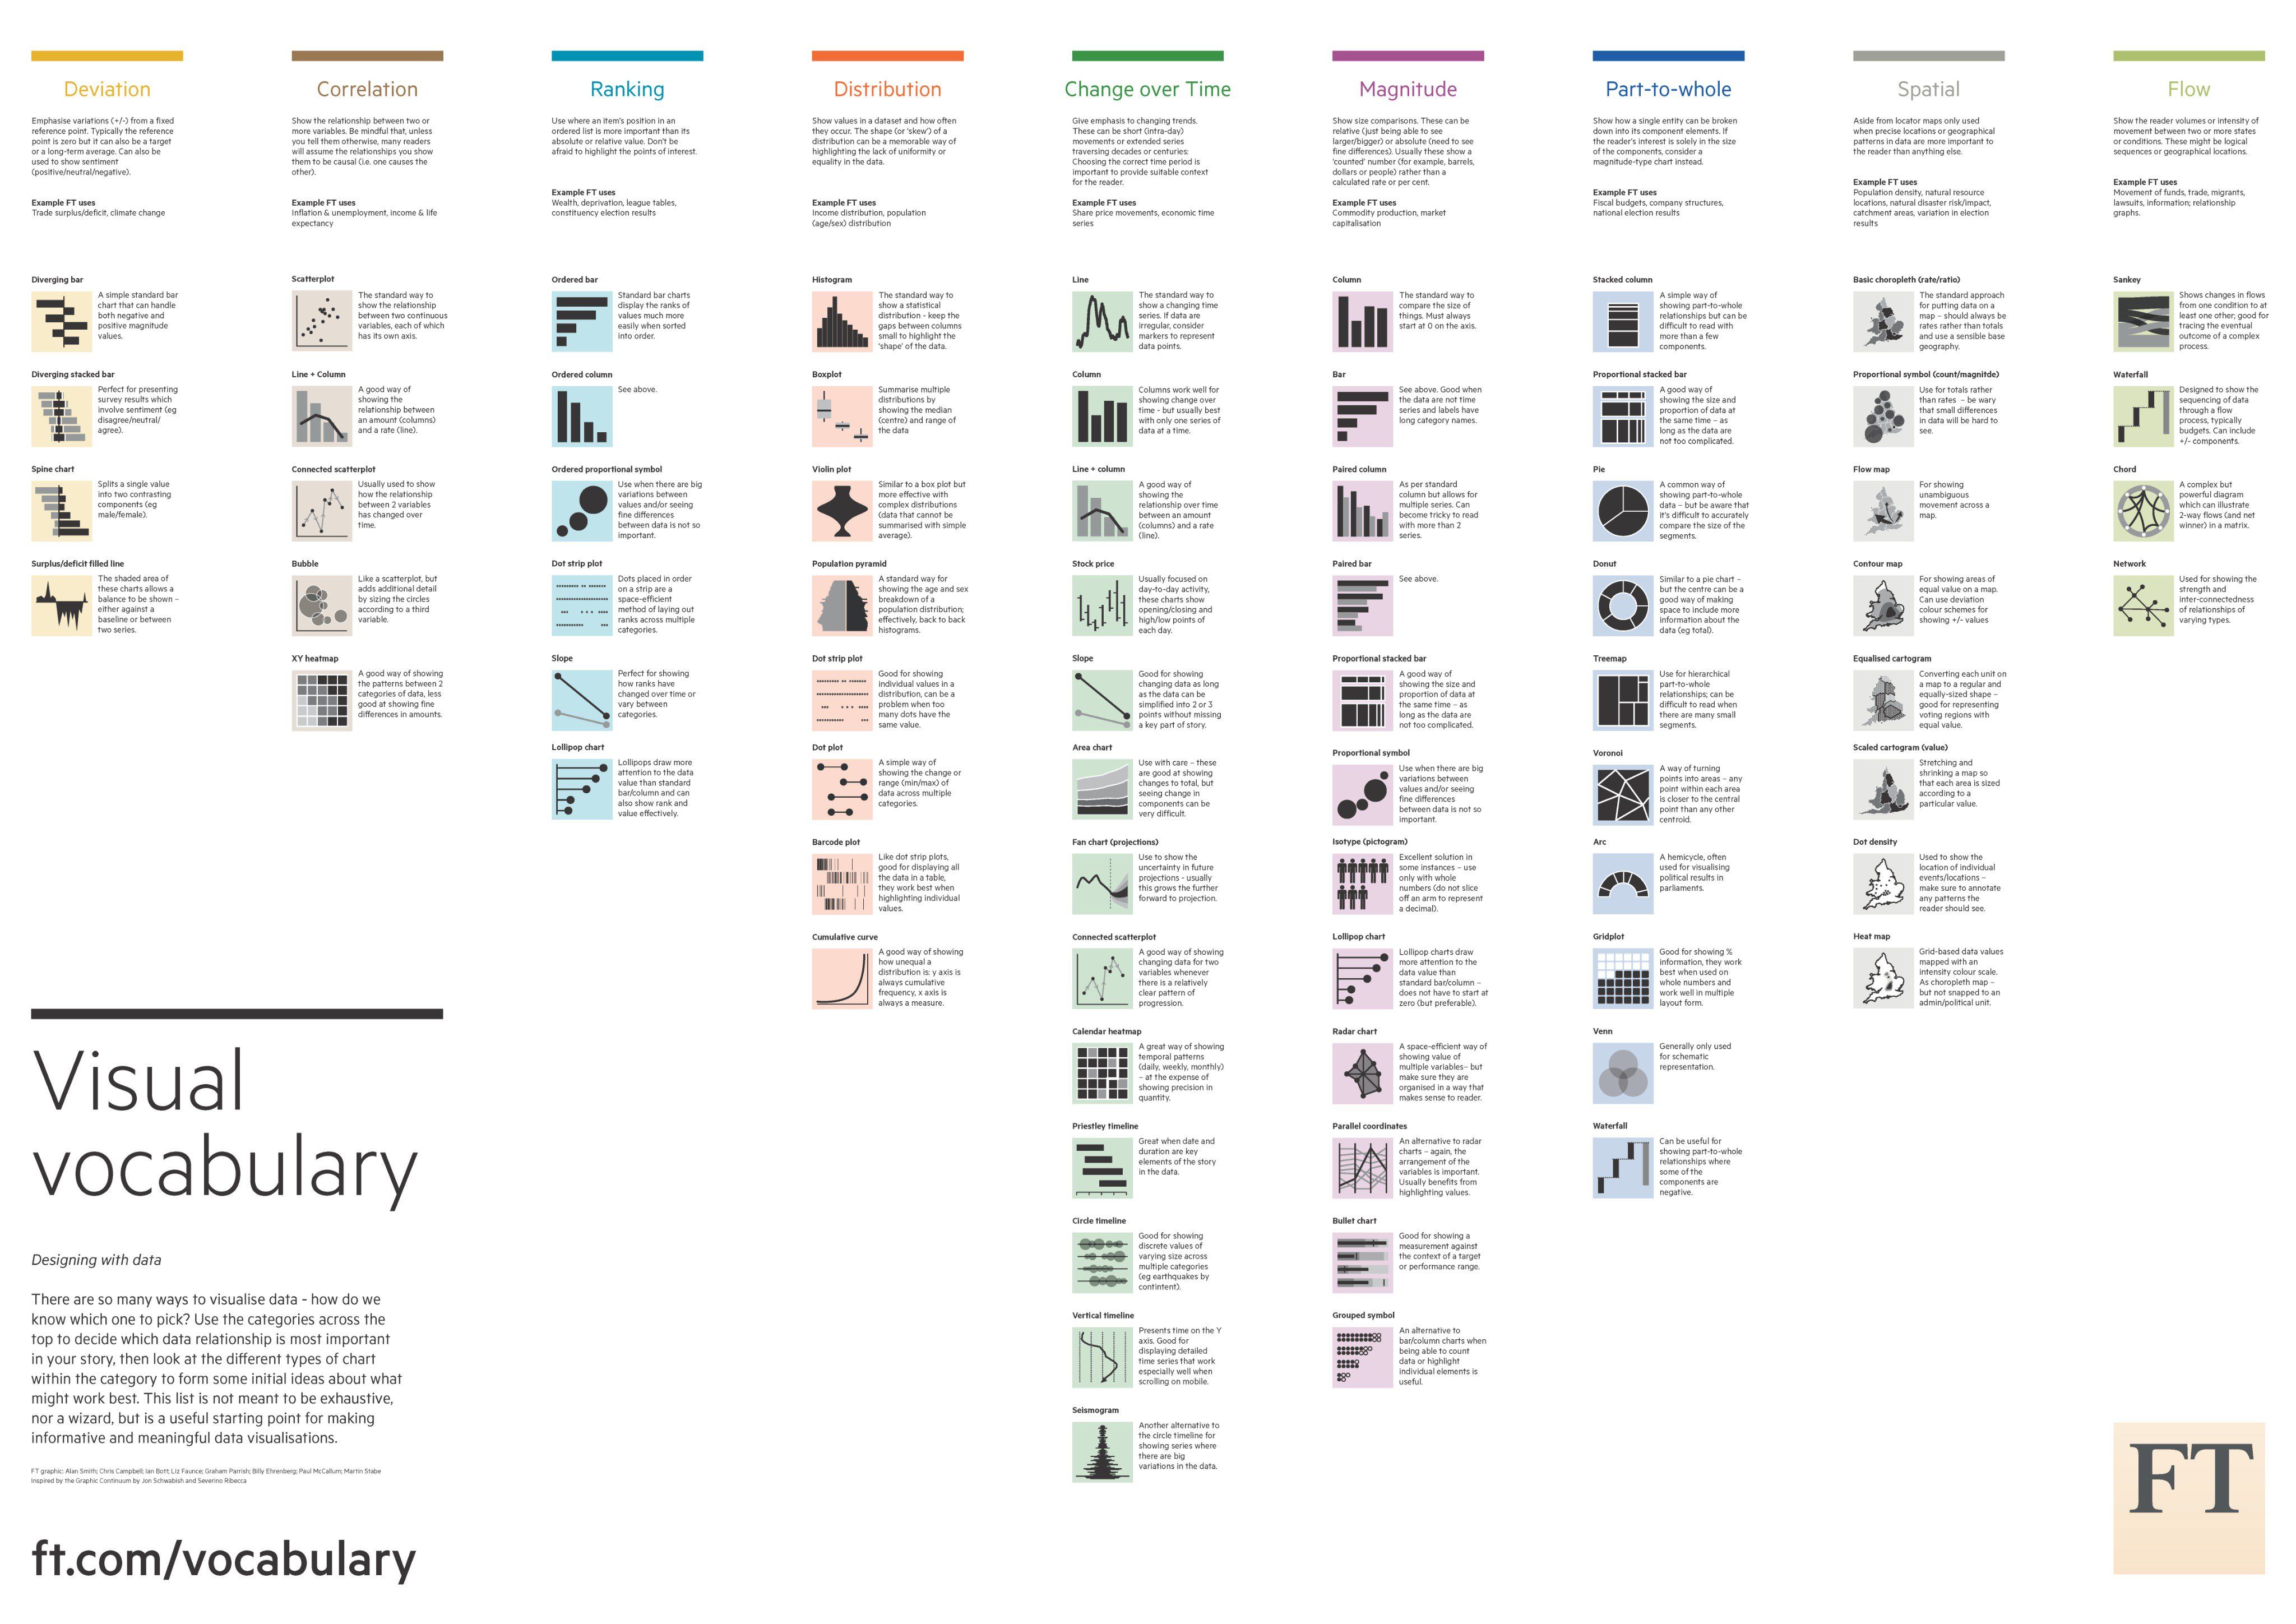 Deviation
Emphasise variations (+/-) from a fixed
reference point. Typically the reference
point is zero but it can also be a target
or a long-term average. Can also be
used to show sentiment
(positive/neutral/negative).
Example FT uses
Trade surplus/deficit, climate change
Diverging bar
A simple standard bar
chart that can handle
both negative and
positive magnitude
values.
Diverging stacked bar
Perfect for presenting
survey results which
involve sentiment (eg
disagree/neutral/
agree).
Spine chart
Splits a single value
into two contrasting
components (eg
male/female).
Surplus/deficit filled line
The shaded area of
these charts allows a
balance to be shown –
either against a
baseline or between
two series.
Correlation
Show the relationship between two or
more variables. Be mindful that, unless
you tell them otherwise, many readers
will assume the relationships you show
them to be causal (i.e. one causes the
other).
Example FT uses
Inflation & unemployment, income & life
expectancy
Scatterplot
The standard way to
show the relationship
between two continuous
variables, each of which
has its own axis.
Line + Column
A good way of
showing the
relationship between
an amount (columns)
and a rate (line).
Connected scatterplot
Usually used to show
how the relationship
between 2 variables
has changed over
time.
Bubble
Like a scatterplot, but
adds additional detail
by sizing the circles
according to a third
variable.
XY heatmap
A good way of showing
the patterns between 2
categories of data, less
good at showing fine
differences in amounts.
Ranking
Use where an item's position in an
ordered list is more important than its
absolute or relative value. Don't be
afraid to highlight the points of interest.
Example FT uses
Wealth, deprivation, league tables,
constituency election results
Ordered bar
Standard bar charts
display the ranks of
values much more
easily when sorted
into order.
Ordered column
See above.
Ordered proportional symbol
Use when there are big
variations between
values and/or seeing
fine differences
between data is not so
important.
Dot strip plot
Dots placed in order
on a strip are a
space-efficient
method of laying out
ranks across multiple
categories.
Slope
Perfect for showing
how ranks have
changed over time or
vary between
categories.
Lollipop chart
Lollipops draw more
attention to the data
value than standard
bar/column and can
also show rank and
value effectively.
Distribution
Show values in a dataset and how often
they occur. The shape (or 'skew') of a
distribution can be a memorable way of
highlighting the lack of uniformity or
equality in the data.
Example FT uses
Income distribution, population
(age/sex) distribution
Histogram
The standard way to
show a statistical
distribution - keep the
gaps between columns
small to highlight the
'shape' of the data.
Boxplot
Summarise multiple
distributions by
showing the median
(centre) and range of
the data
Violin plot
Similar to a box plot but
more effective with
complex distributions
(data that cannot be
summarised with simple
average).
Population pyramid
A standard way for
showing the age and sex
breakdown of a
population distribution;
effectively, back to back
histograms.
Dot strip plot
Good for showing
individual values in a
distribution, can be a
problem when too
many dots have the
same value.
Dot plot
A simple way of
showing the change or
range (min/max) of
data across multiple
categories.
Barcode plot
Like dot strip plots,
good for displaying all
the data in a table,
they work best when
highlighting individual
values.
Cumulative curve
A good way of showing
how unequal a
distribution is: y axis is
always cumulative
frequency, x axis is
always a measure.
Change over Time
Give emphasis to changing trends.
These can be short (intra-day)
movements or extended series
traversing decades or centuries:
Choosing the correct time period is
important to provide suitable context
for the reader.
Example FT uses
Share price movements, economic time
series
Line
The standard way to
show a changing time
series. If data are
irregular, consider
markers to represent
data points.
Column
Columns work well for
showing change over
time - but usually best
with only one series of
data at a time.
Line + column
A good way of
showing the
relationship over time
between an amount
(columns) and a rate
(line).
Stock price
Usually focused on
day-to-day activity,
these charts show
opening/closing and
high/low points of
each day.
Slope
Good for showing
changing data as long
as the data can be
simplified into 2 or 3
points without missing
a key part of story.
Area chart
Use with care – these
are good at showing
changes to total, but
seeing change in
components can be
very difficult.
Fan chart (projections)
Use to show the
uncertainty in future
projections - usually
this grows the further
forward to projection.
Connected scatterplot
A good way of showing
changing data for two
variables whenever
there is a relatively
clear pattern of
progression.
Calendar heatmap
A great way of showing
temporal patterns
(daily, weekly, monthly)
– at the expense of
showing precision in
quantity.
Priestley timeline
Great when date and
duration are key
elements of the story
in the data.
Circle timeline
Good for showing
discrete values of
varying size across
multiple categories
(eg earthquakes by
contintent).
Vertical timeline
Presents time on the Y
axis. Good for
displaying detailed
time series that work
especially well when
scrolling on mobile.
Seismogram
Another alternative to
the circle timeline for
showing series where
there are big
variations in the data.
Magnitude
Show size comparisons. These can be
relative (just being able to see
larger/bigger) or absolute (need to see
fine differences). Usually these show a
'counted' number (for example, barrels,
dollars or people) rather than a
calculated rate or per cent.
Example FT uses
Commodity production, market
capitalisation
Column
The standard way to
compare the size of
things. Must always
start at 0 on the axis.
Bar
See above. Good when
the data are not time
series and labels have
long category names.
Paired column
As per standard
column but allows for
multiple series. Can
become tricky to read
with more than 2
series.
Paired bar
See above.
Proportional stacked bar
A good way of
showing the size and
proportion of data at
the same time – as
long as the data are
not too complicated.
Proportional symbol
Use when there are big
variations between
values and/or seeing
fine differences
between data is not so
important.
Isotype (pictogram)
Excellent solution in
some instances – use
only with whole
numbers (do not slice
off an arm to represent
a decimal).
Lollipop chart
Lollipop charts draw
more attention to the
data value than
standard bar/column –
does not have to start at
zero (but preferable).
Radar chart
A space-efficient way of
showing value of
multiple variables– but
make sure they are
organised in a way that
makes sense to reader.
Parallel coordinates
An alternative to radar
charts – again, the
arrangement of the
variables is important.
Usually benefits from
highlighting values.
Bullet chart
Good for showing a
measurement against
the context of a target
or performance range.
Grouped symbol
An alternative to
bar/column charts when
being able to count
data or highlight
individual elements is
useful.
Part-to-whole
Show how a single entity can be broken
down into its component elements. If
the reader's interest is solely in the size
of the components, consider a
magnitude-type chart instead.
Example FT uses
Fiscal budgets, company structures,
national election results
Stacked column
A simple way of
showing part-to-whole
relationships but can be
difficult to read with
more than a few
components.
Proportional stacked bar
A good way of
showing the size and
proportion of data at
the same time – as
long as the data are
not too complicated.
Pie
A common way of
showing part-to-whole
data – but be aware that
it's difficult to accurately
compare the size of the
segments.
Donut
Similar to a pie chart –
but the centre can be a
good way of making
space to include more
information about the
data (eg total).
Treemap
Use for hierarchical
part-to-whole
relationships; can be
difficult to read when
there are many small
segments.
Voronoi
A way of turning
points into areas – any
point within each area
is closer to the central
point than any other
centroid.
Arc
A hemicycle, often
used for visualising
political results in
parliaments.
Gridplot
Good for showing %
information, they work
best when used on
whole numbers and
work well in multiple
layout form.
Venn
Generally only used
for schematic
representation.
Waterfall
Can be useful for
showing part-to-whole
relationships where
some of the
components are
negative.
Spatial
Aside from locator maps only used
when precise locations or geographical
patterns in data are more important to
the reader than anything else.
Example FT uses
Population density, natural resource
locations, natural disaster risk/impact,
catchment areas, variation in election
results
Basic choropleth (rate/ratio)
The standard approach
for putting data on a
map – should always be
rates rather than totals
and use a sensible base
geography.
Proportional symbol (count/magnitde)
Use for totals rather
than rates – be wary
that small differences
in data will be hard to
see.
Flow map
For showing
unambiguous
movement across a
map.
Contour map
For showing areas of
equal value on a map.
Can use deviation
colour schemes for
showing +/- values
Equalised cartogram
Converting each unit on
a map to a regular and
equally-sized shape –
good for representing
voting regions with
equal value.
Scaled cartogram (value)
Stretching and
shrinking a map so
that each area is sized
according to a
particular value.
Dot density
Used to show the
location of individual
events/locations –
make sure to annotate
any patterns the
reader should see.
Heat map
Grid-based data values
mapped with an
intensity colour scale.
As choropleth map –
but not snapped to an
admin/political unit.
Flow
Show the reader volumes or intensity of
movement between two or more states
or conditions. These might be logical
sequences or geographical locations.
Example FT uses
Movement of funds, trade, migrants,
lawsuits, information; relationship
graphs.
Sankey
Shows changes in flows
from one condition to at
least one other; good for
tracing the eventual
outcome of a complex
process.
Waterfall
Designed to show the
sequencing of data
through a flow
process, typically
budgets. Can include
+/- components.
Chord
A complex but
powerful diagram
which can illustrate
2-way flows (and net
winner) in a matrix.
Network
Used for showing the
strength and
inter-connectedness
of relationships of
varying types.
Visual
vocabulary
Designing with data
There are so many ways to visualise data - how do we
know which one to pick? Use the categories across the
top to decide which data relationship is most important
in your story, then look at the different types of chart
within the category to form some initial ideas about what
might work best. This list is not meant to be exhaustive,
nor a wizard, but is a useful starting point for making
informative and meaningful data visualisations.
FT graphic: Alan Smith; Chris Campbell; Ian Bott; Liz Faunce; Graham Parrish; Billy Ehrenberg; Paul McCallum; Martin Stabe
Inspired by the Graphic Continuum by Jon Schwabish and Severino Ribecca
ft.com/vocabulary
FT